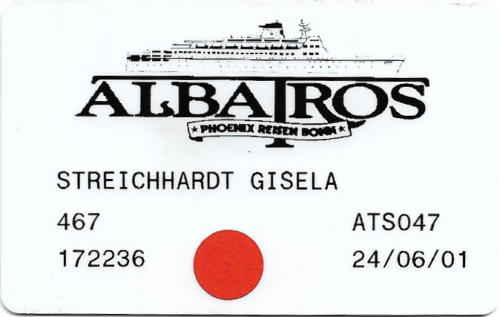 ALBATROS
★ PHOENIX REISEN BONN ★
STREICHHARDT GISELA
467 ATS047
172236 24/06/01